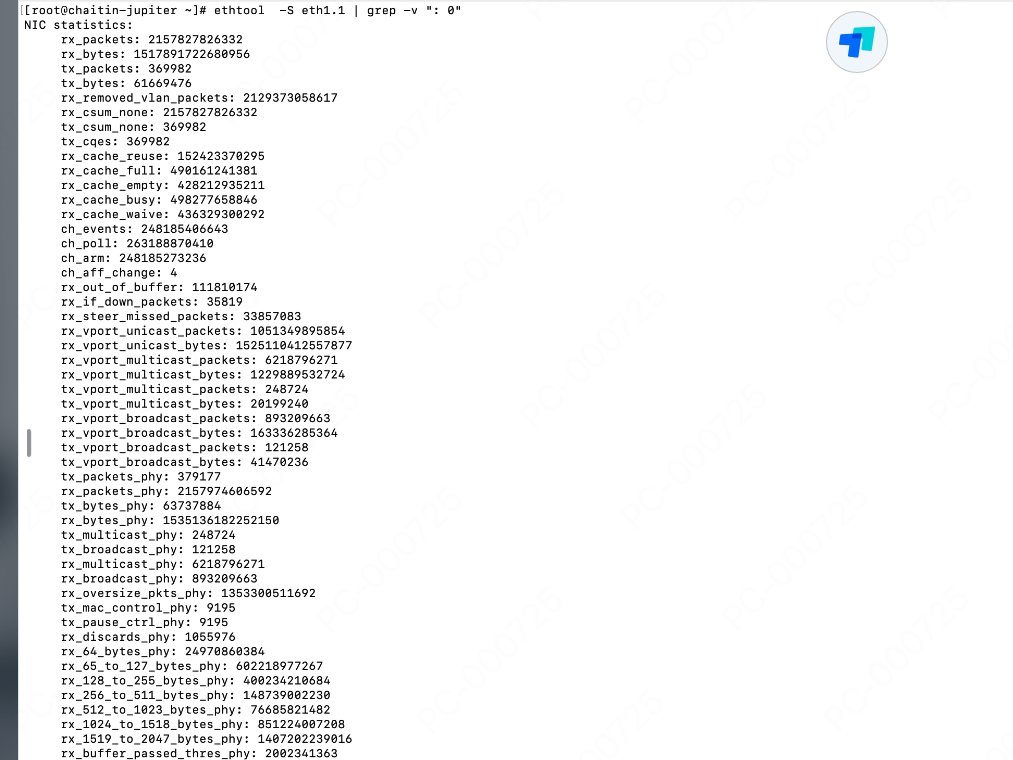 [[root@chaitin-jupiter ~]# ethtool  -S eth1.1 | grep -v ": 0"
NIC statistics:
     rx_packets: 2157827826332
     rx_bytes: 1517891722680956
     tx_packets: 369982
     tx_bytes: 61669476
     rx_removed_vlan_packets: 2129373058617
     rx_csum_none: 2157827826332
     tx_csum_none: 369982
     tx_cqes: 369982
     rx_cache_reuse: 152423370295
     rx_cache_full: 490161241381
     rx_cache_empty: 428212935211
     rx_cache_busy: 498277658846
     rx_cache_waive: 436329300292
     ch_events: 248185406643
     ch_poll: 263188870410
     ch_arm: 248185273236
     ch_aff_change: 4
     rx_out_of_buffer: 111810174
     rx_if_down_packets: 35819
     rx_steer_missed_packets: 33857083
     rx_vport_unicast_packets: 1051349895854
     rx_vport_unicast_bytes: 1525110412557877
     rx_vport_multicast_packets: 6218796271
     rx_vport_multicast_bytes: 1229889532724
     tx_vport_multicast_packets: 248724
     tx_vport_multicast_bytes: 20199240
     rx_vport_broadcast_packets: 893209663
     rx_vport_broadcast_bytes: 163336285364
     tx_vport_broadcast_packets: 121258
     tx_vport_broadcast_bytes: 41470236
     tx_packets_phy: 379177
     rx_packets_phy: 2157974606592
     tx_bytes_phy: 63737884
     rx_bytes_phy: 1535136182252150
     tx_multicast_phy: 248724
     tx_broadcast_phy: 121258
     rx_multicast_phy: 6218796271
     rx_broadcast_phy: 893209663
     rx_oversize_pkts_phy: 1353300511692
     tx_mac_control_phy: 9195
     tx_pause_ctrl_phy: 9195
     rx_discards_phy: 1055976
     rx_64_bytes_phy: 24970860384
     rx_65_to_127_bytes_phy: 602218977267
     rx_128_to_255_bytes_phy: 400234210684
     rx_256_to_511_bytes_phy: 148739002230
     rx_512_to_1023_bytes_phy: 76685821482
     rx_1024_to_1518_bytes_phy: 851224007208
     rx_1519_to_2047_bytes_phy: 1407202239016
     rx_buffer_passed_thres_phy: 2002341363
PC-000725